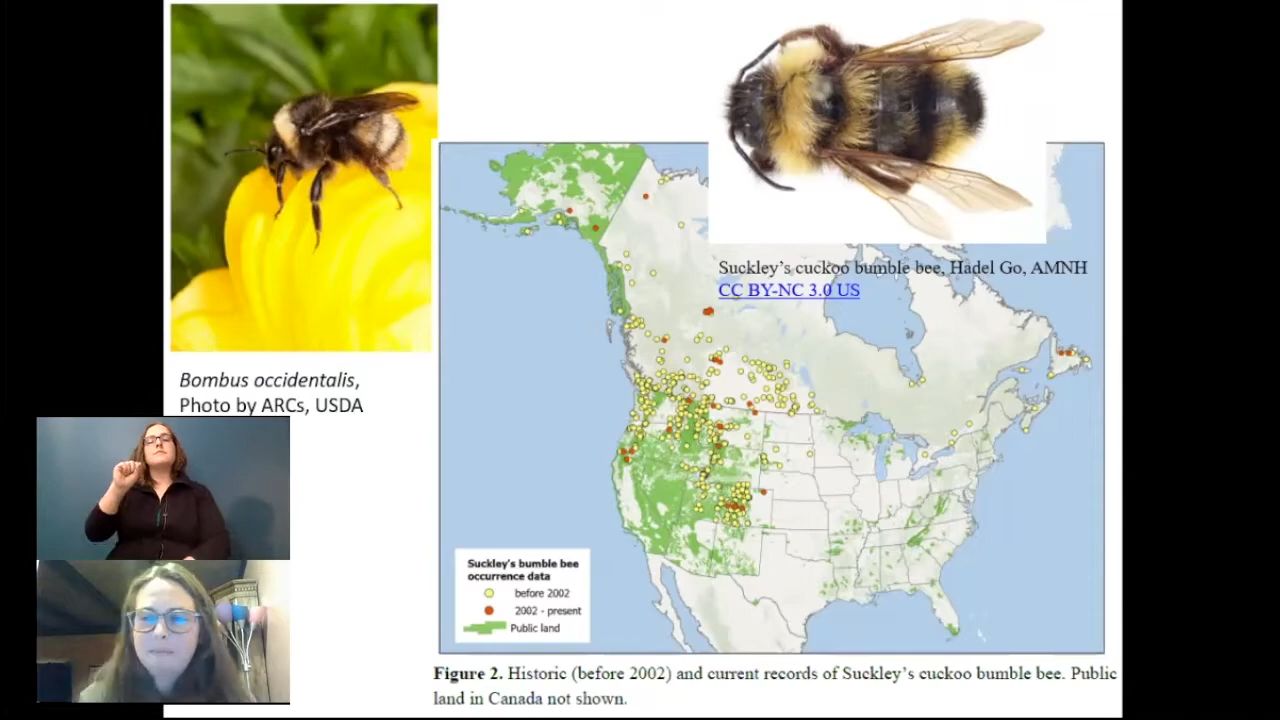 Suckley's cuckoo bumble bee, Hadel Go, AMNH
CC BY-NC 3.0 US
Bombus occidentalis,
Photo by ARCs, USDA
Suckley's bumble bee
occurrence data
before 2002
2002 - present
Public land
Figure 2. Historic (before 2002) and current records of Suckley's cuckoo bumble bee. Public
land in Canada not shown.